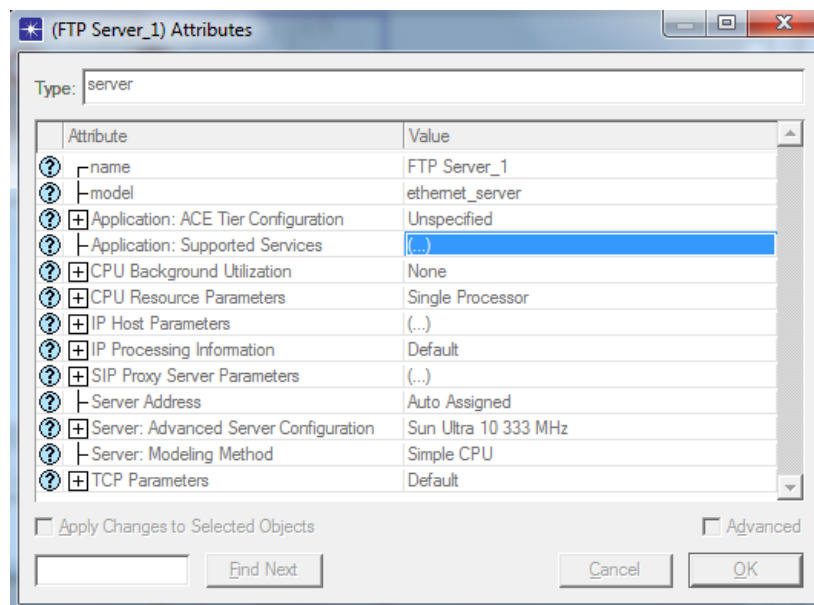 (FTP Server_1) Attributes
Type: server
Attribute Value
name FTP Server_1
model ethernet_server
Application: ACE Tier Configuration Unspecified
Application: Supported Services (...)
CPU Background Utilization None
CPU Resource Parameters Single Processor
IP Host Parameters (...)
IP Processing Information Default
SIP Proxy Server Parameters (...)
Server Address Auto Assigned
Server: Advanced Server Configuration Sun Ultra 10 333 MHz
Server: Modeling Method Simple CPU
TCP Parameters Default
Apply Changes to Selected Objects Advanced
Find Next Cancel OK